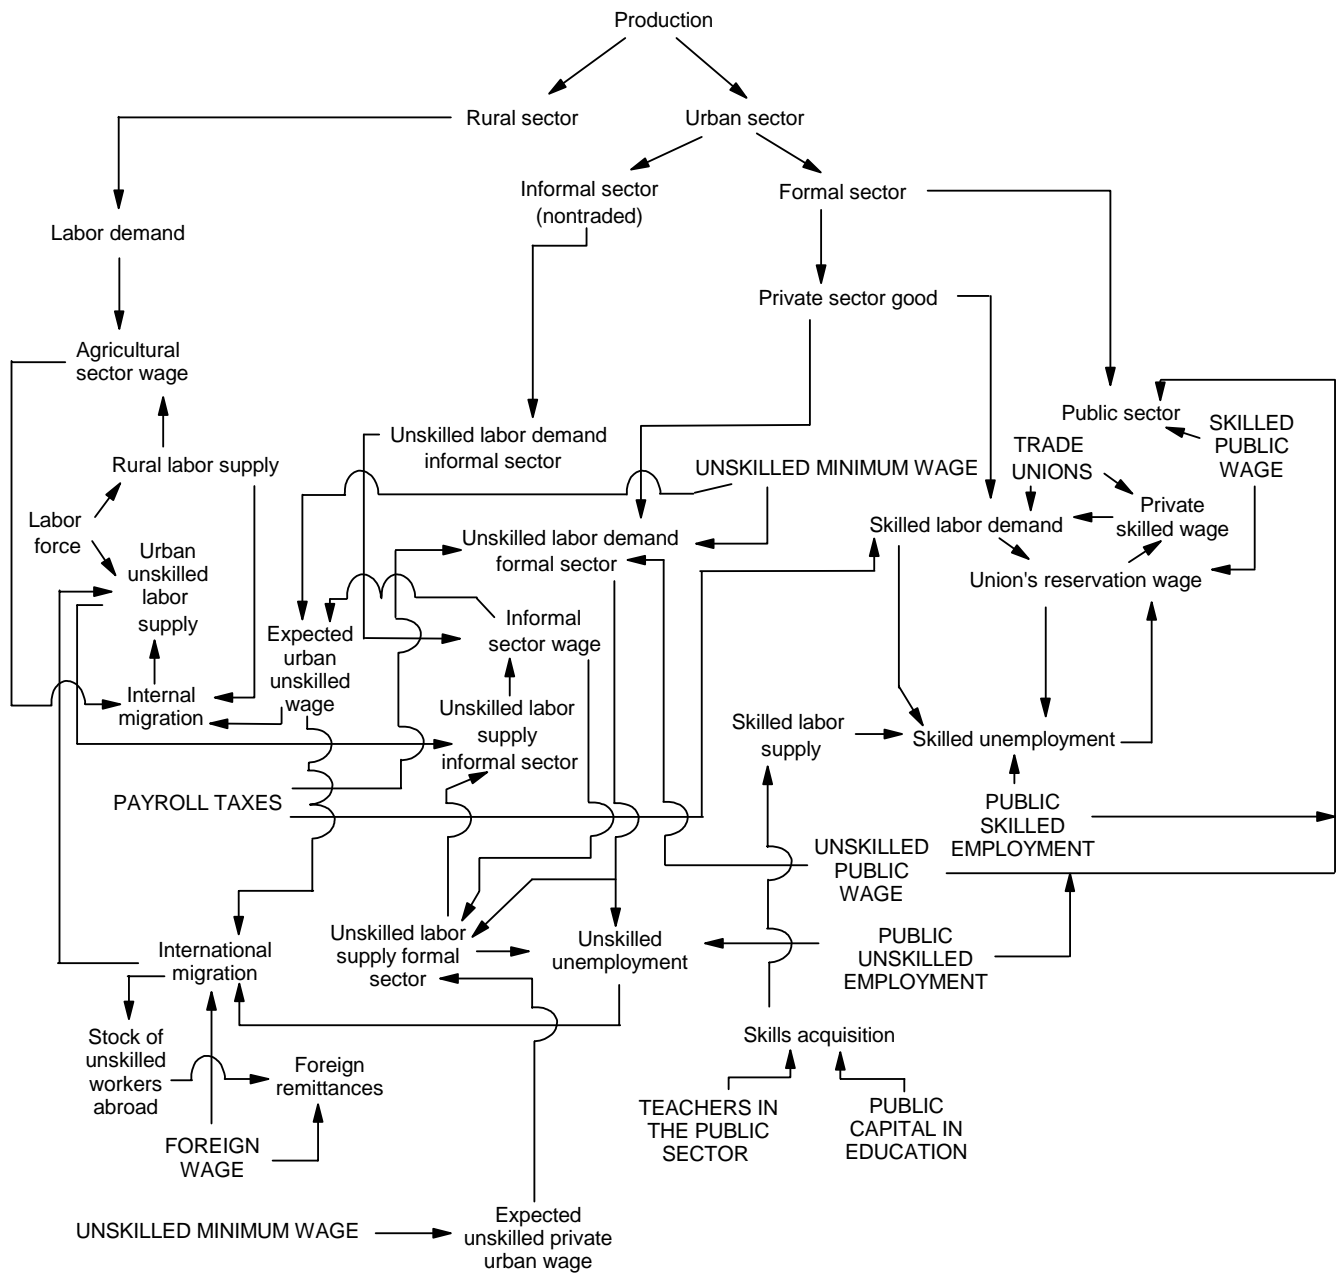 Production
Rural sector
Urban sector
Informal sector
(nontraded)
Formal sector
Labor demand
Private sector good
Agricultural
sector wage
Public sector
SKILLED
PUBLIC
WAGE
Unskilled labor demand
informal sector
TRADE
UNIONS
Rural labor supply
UNSKILLED MINIMUM WAGE
Labor
force
Private
skilled wage
Skilled labor demand
Unskilled labor demand
formal sector
Urban
unskilled
labor
supply
Union's reservation wage
Informal
sector wage
Expected
urban
unskilled
wage
Internal
migration
Unskilled labor
supply
informal sector
Skilled labor
supply
Skilled unemployment
PAYROLL TAXES
PUBLIC
SKILLED
EMPLOYMENT
UNSKILLED
PUBLIC
WAGE
International
migration
Unskilled labor
supply formal
sector
Unskilled
unemployment
PUBLIC
UNSKILLED
EMPLOYMENT
Stock of
unskilled
workers
abroad
Foreign
remittances
Skills acquisition
TEACHERS IN
THE PUBLIC
SECTOR
PUBLIC
CAPITAL IN
EDUCATION
FOREIGN
WAGE
UNSKILLED MINIMUM WAGE
Expected
unskilled private
urban wage